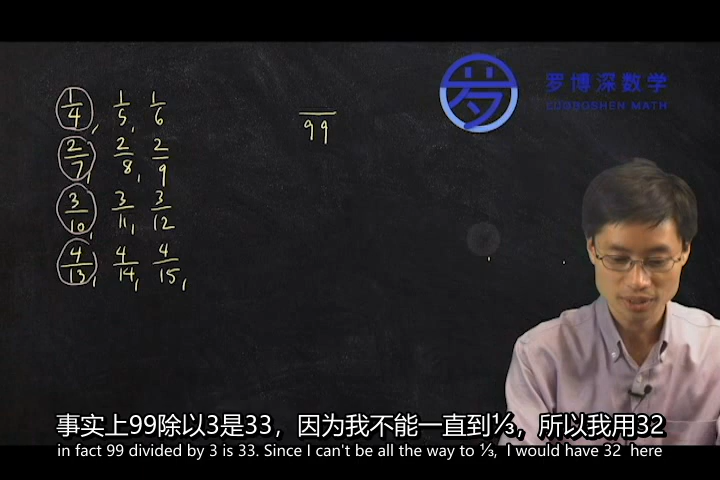 罗博深数学
LUOBOSHEN MATH
1/4, 1/5, 1/6
2/7, 2/8, 2/9
3/10, 3/11, 3/12
4/13, 4/14, 4/15,
/99
事实上99除以3是33，因为我不能一直到⅓，所以我用32
in fact 99 divided by 3 is 33. Since I can't be all the way to ⅓, I would have 32 here